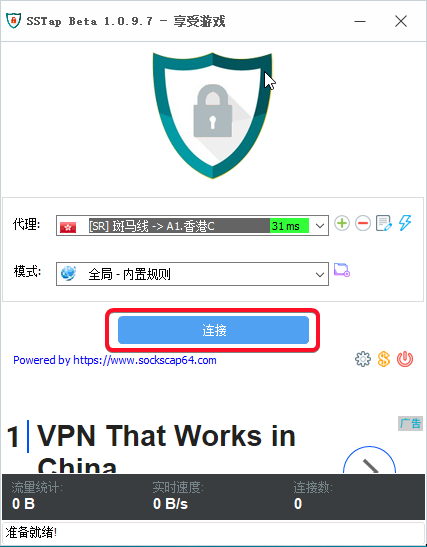 SSTap Beta 1.0.9.7 - 享受游戏
代理: [SR] 斑马线 -> A1.香港C 31 ms
模式: 全局 - 内置规则
连接
Powered by https://www.sockscap64.com
广告
1 VPN That Works in
China
流量统计: 实时速度: 连接数:
0 B 0 B/s 0
准备就绪!